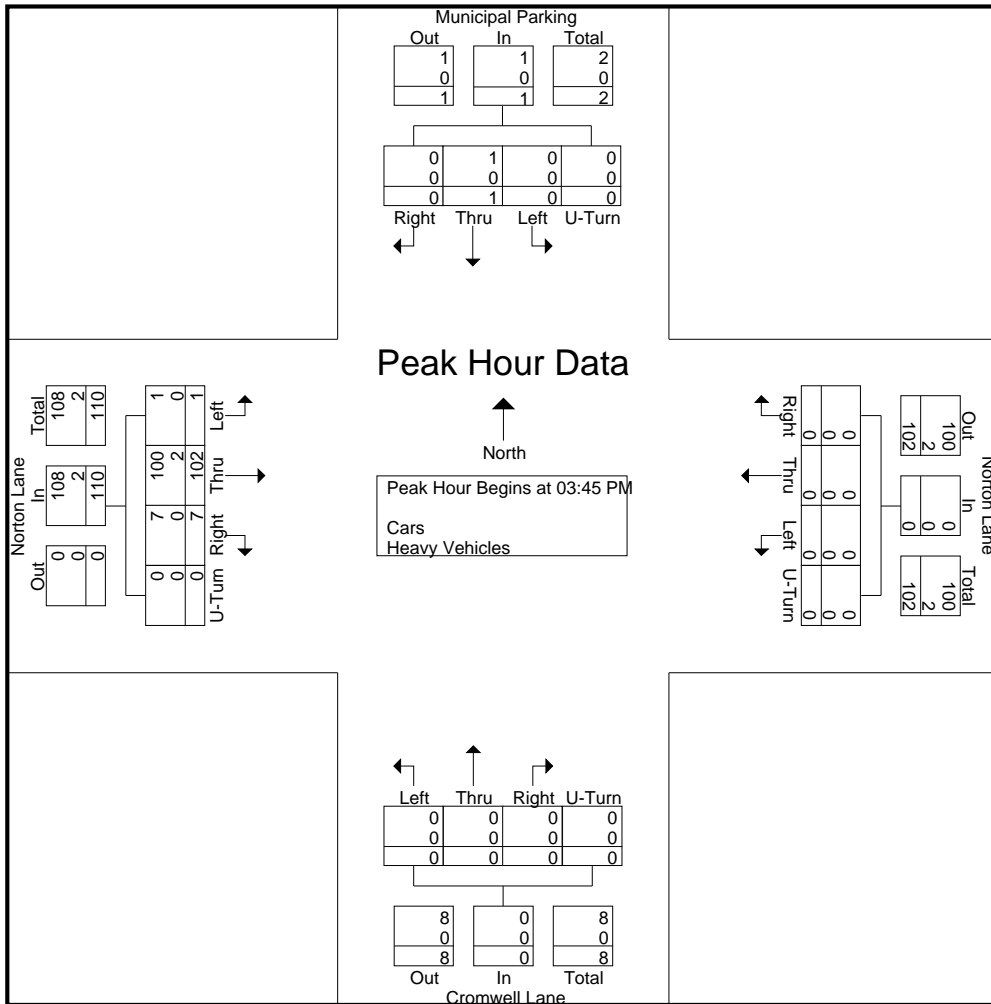 Municipal Parking
Out In Total
1 1 2
0 0 0
1 1 2
0 1 0 0
0 0 0 0
0 1 0 0
Right Thru Left U-Turn
Peak Hour Data
North
Peak Hour Begins at 03:45 PM
Cars
Heavy Vehicles
Norton Lane
Total In Out
108 108 0
2 2 0
110 110 0
1 100 7 0
0 2 0 0
1 102 7 0
Left Thru Right U-Turn
Norton Lane
Out In Total
100 0 100
2 0 2
102 0 102
0 0 0 0
0 0 0 0
0 0 0 0
Right Thru Left U-Turn
Left Thru Right U-Turn
0 0 0 0
0 0 0 0
0 0 0 0
8 0 8
0 0 0
8 0 8
Out In Total
Cromwell Lane